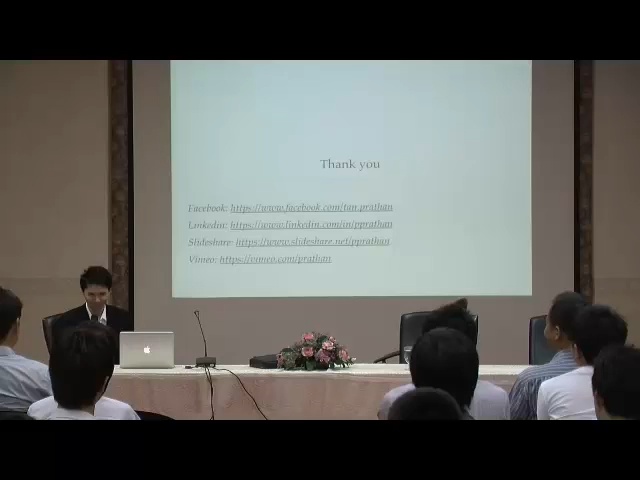 Thank you
Facebook: https://www.facebook.com/tan.prathan
Linkedin: https://www.linkedin.com/in/pprathan
Slideshare: https://www.slideshare.net/pprathan
Vimeo: https://vimeo.com/prathan